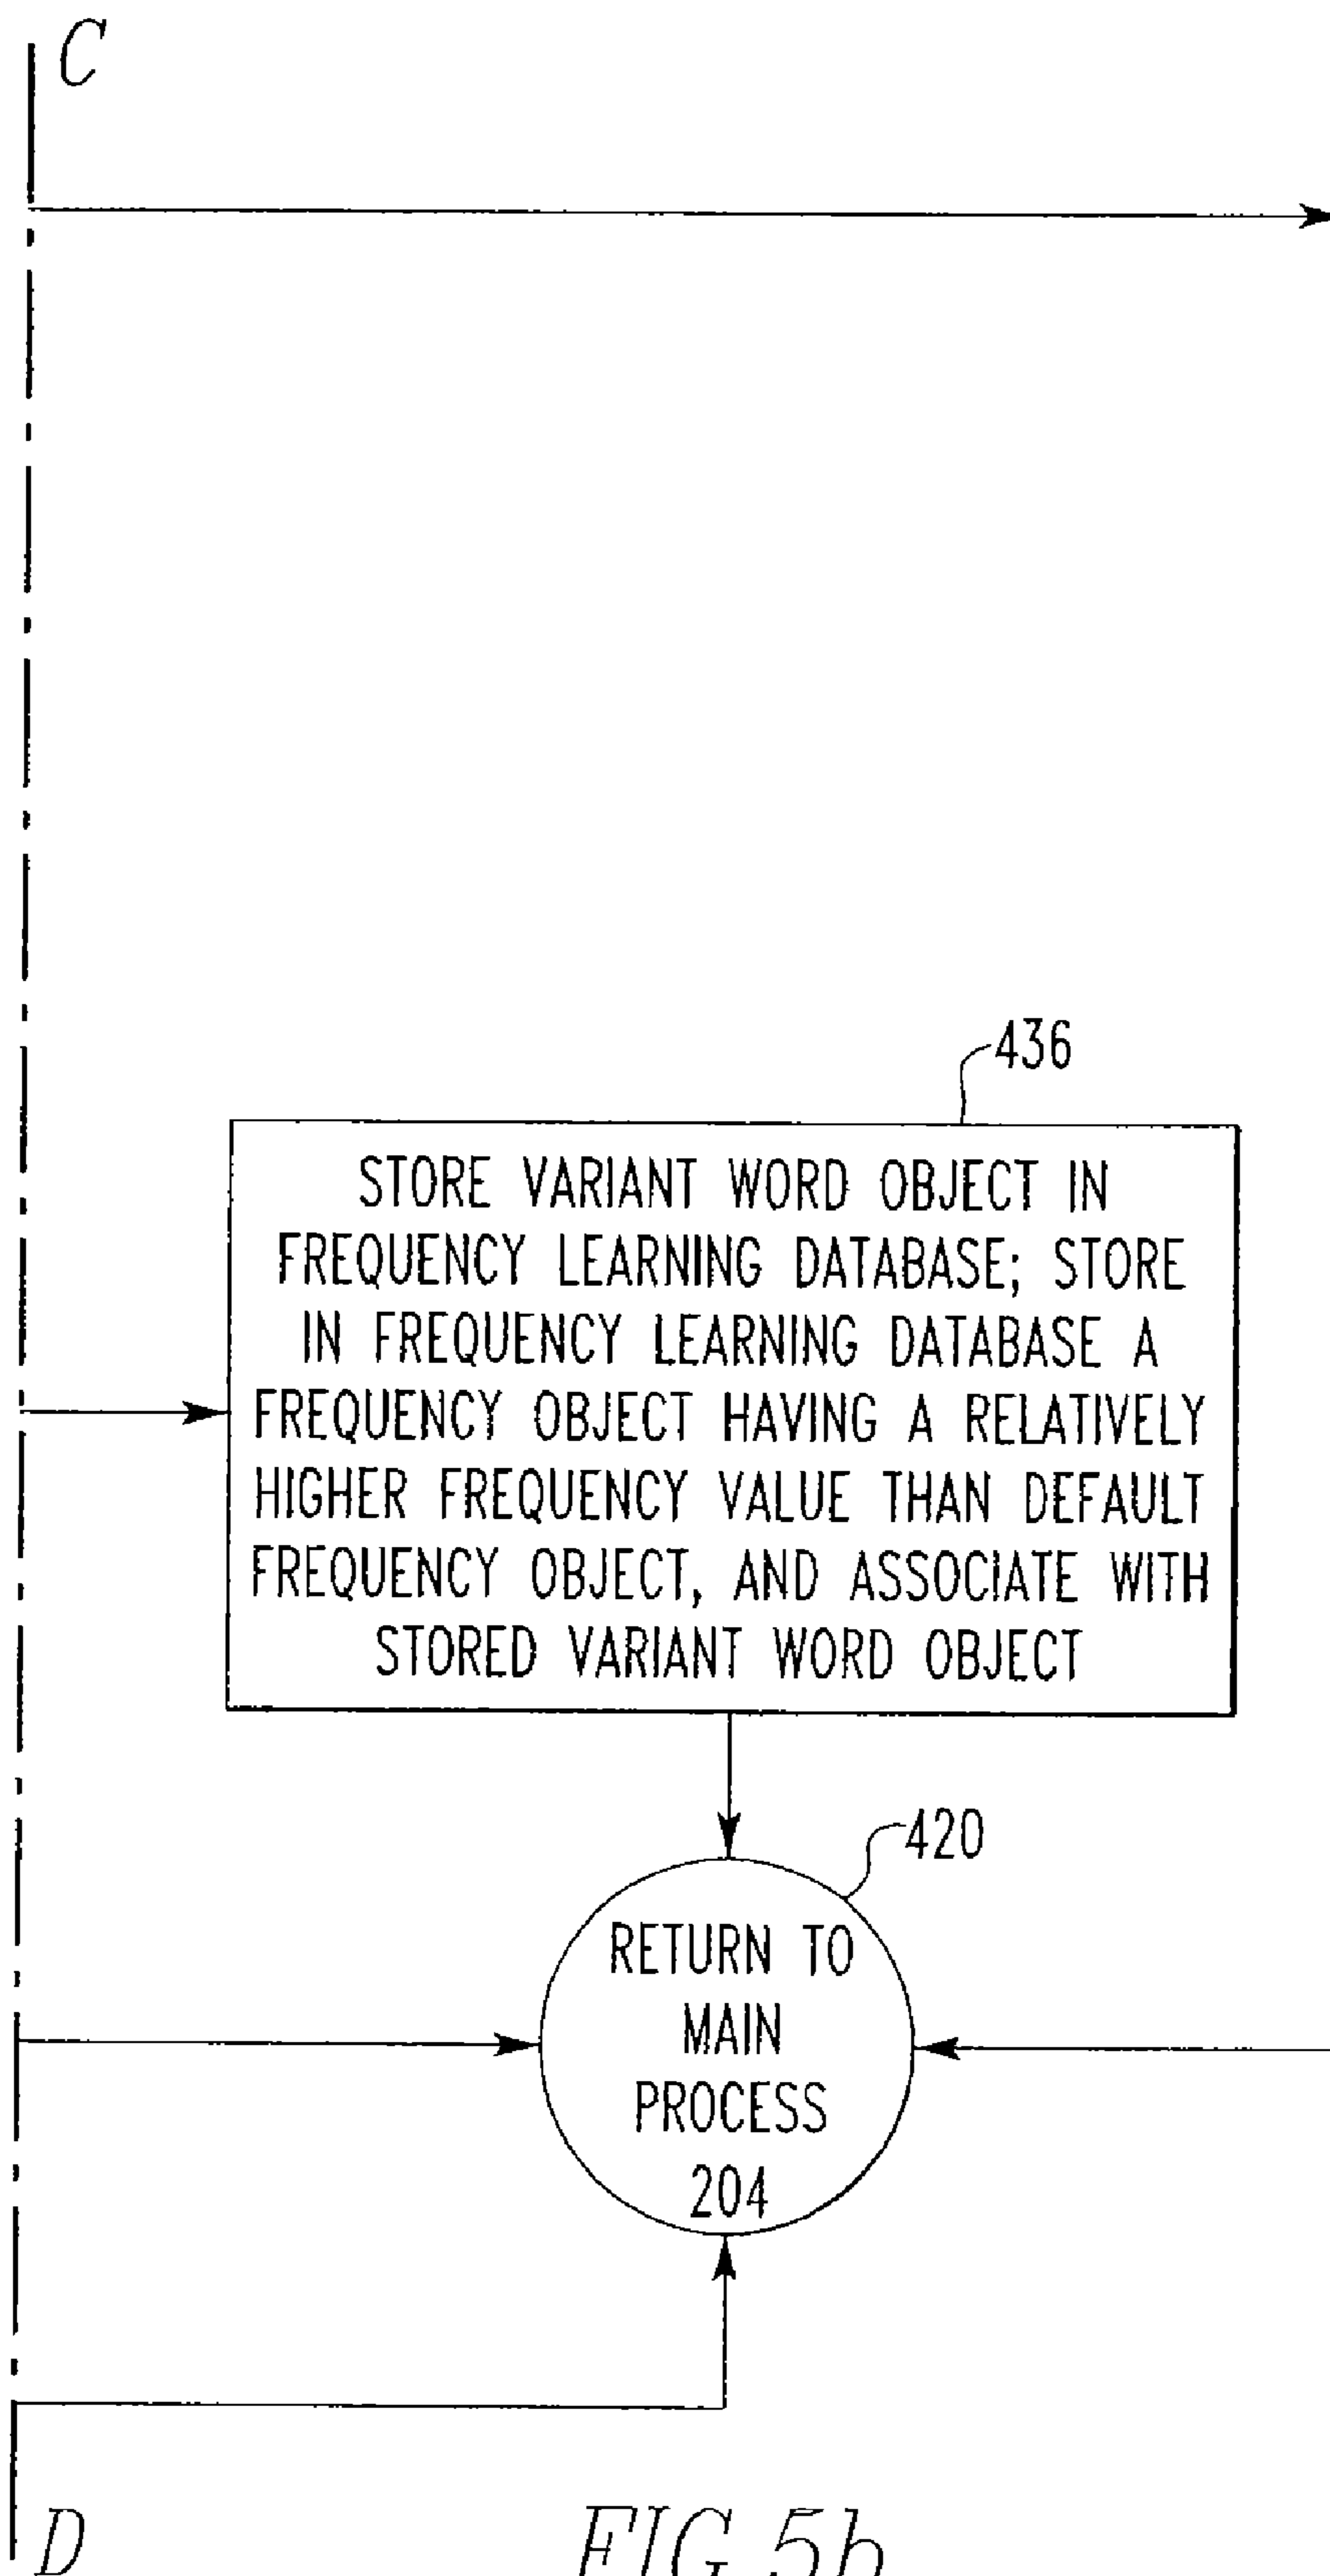 C
436
STORE VARIANT WORD OBJECT IN
FREQUENCY LEARNING DATABASE; STORE
IN FREQUENCY LEARNING DATABASE A
FREQUENCY OBJECT HAVING A RELATIVELY
HIGHER FREQUENCY VALUE THAN DEFAULT
FREQUENCY OBJECT, AND ASSOCIATE WITH
STORED VARIANT WORD OBJECT
420
RETURN TO
MAIN
PROCESS
204
D
FIG.5b